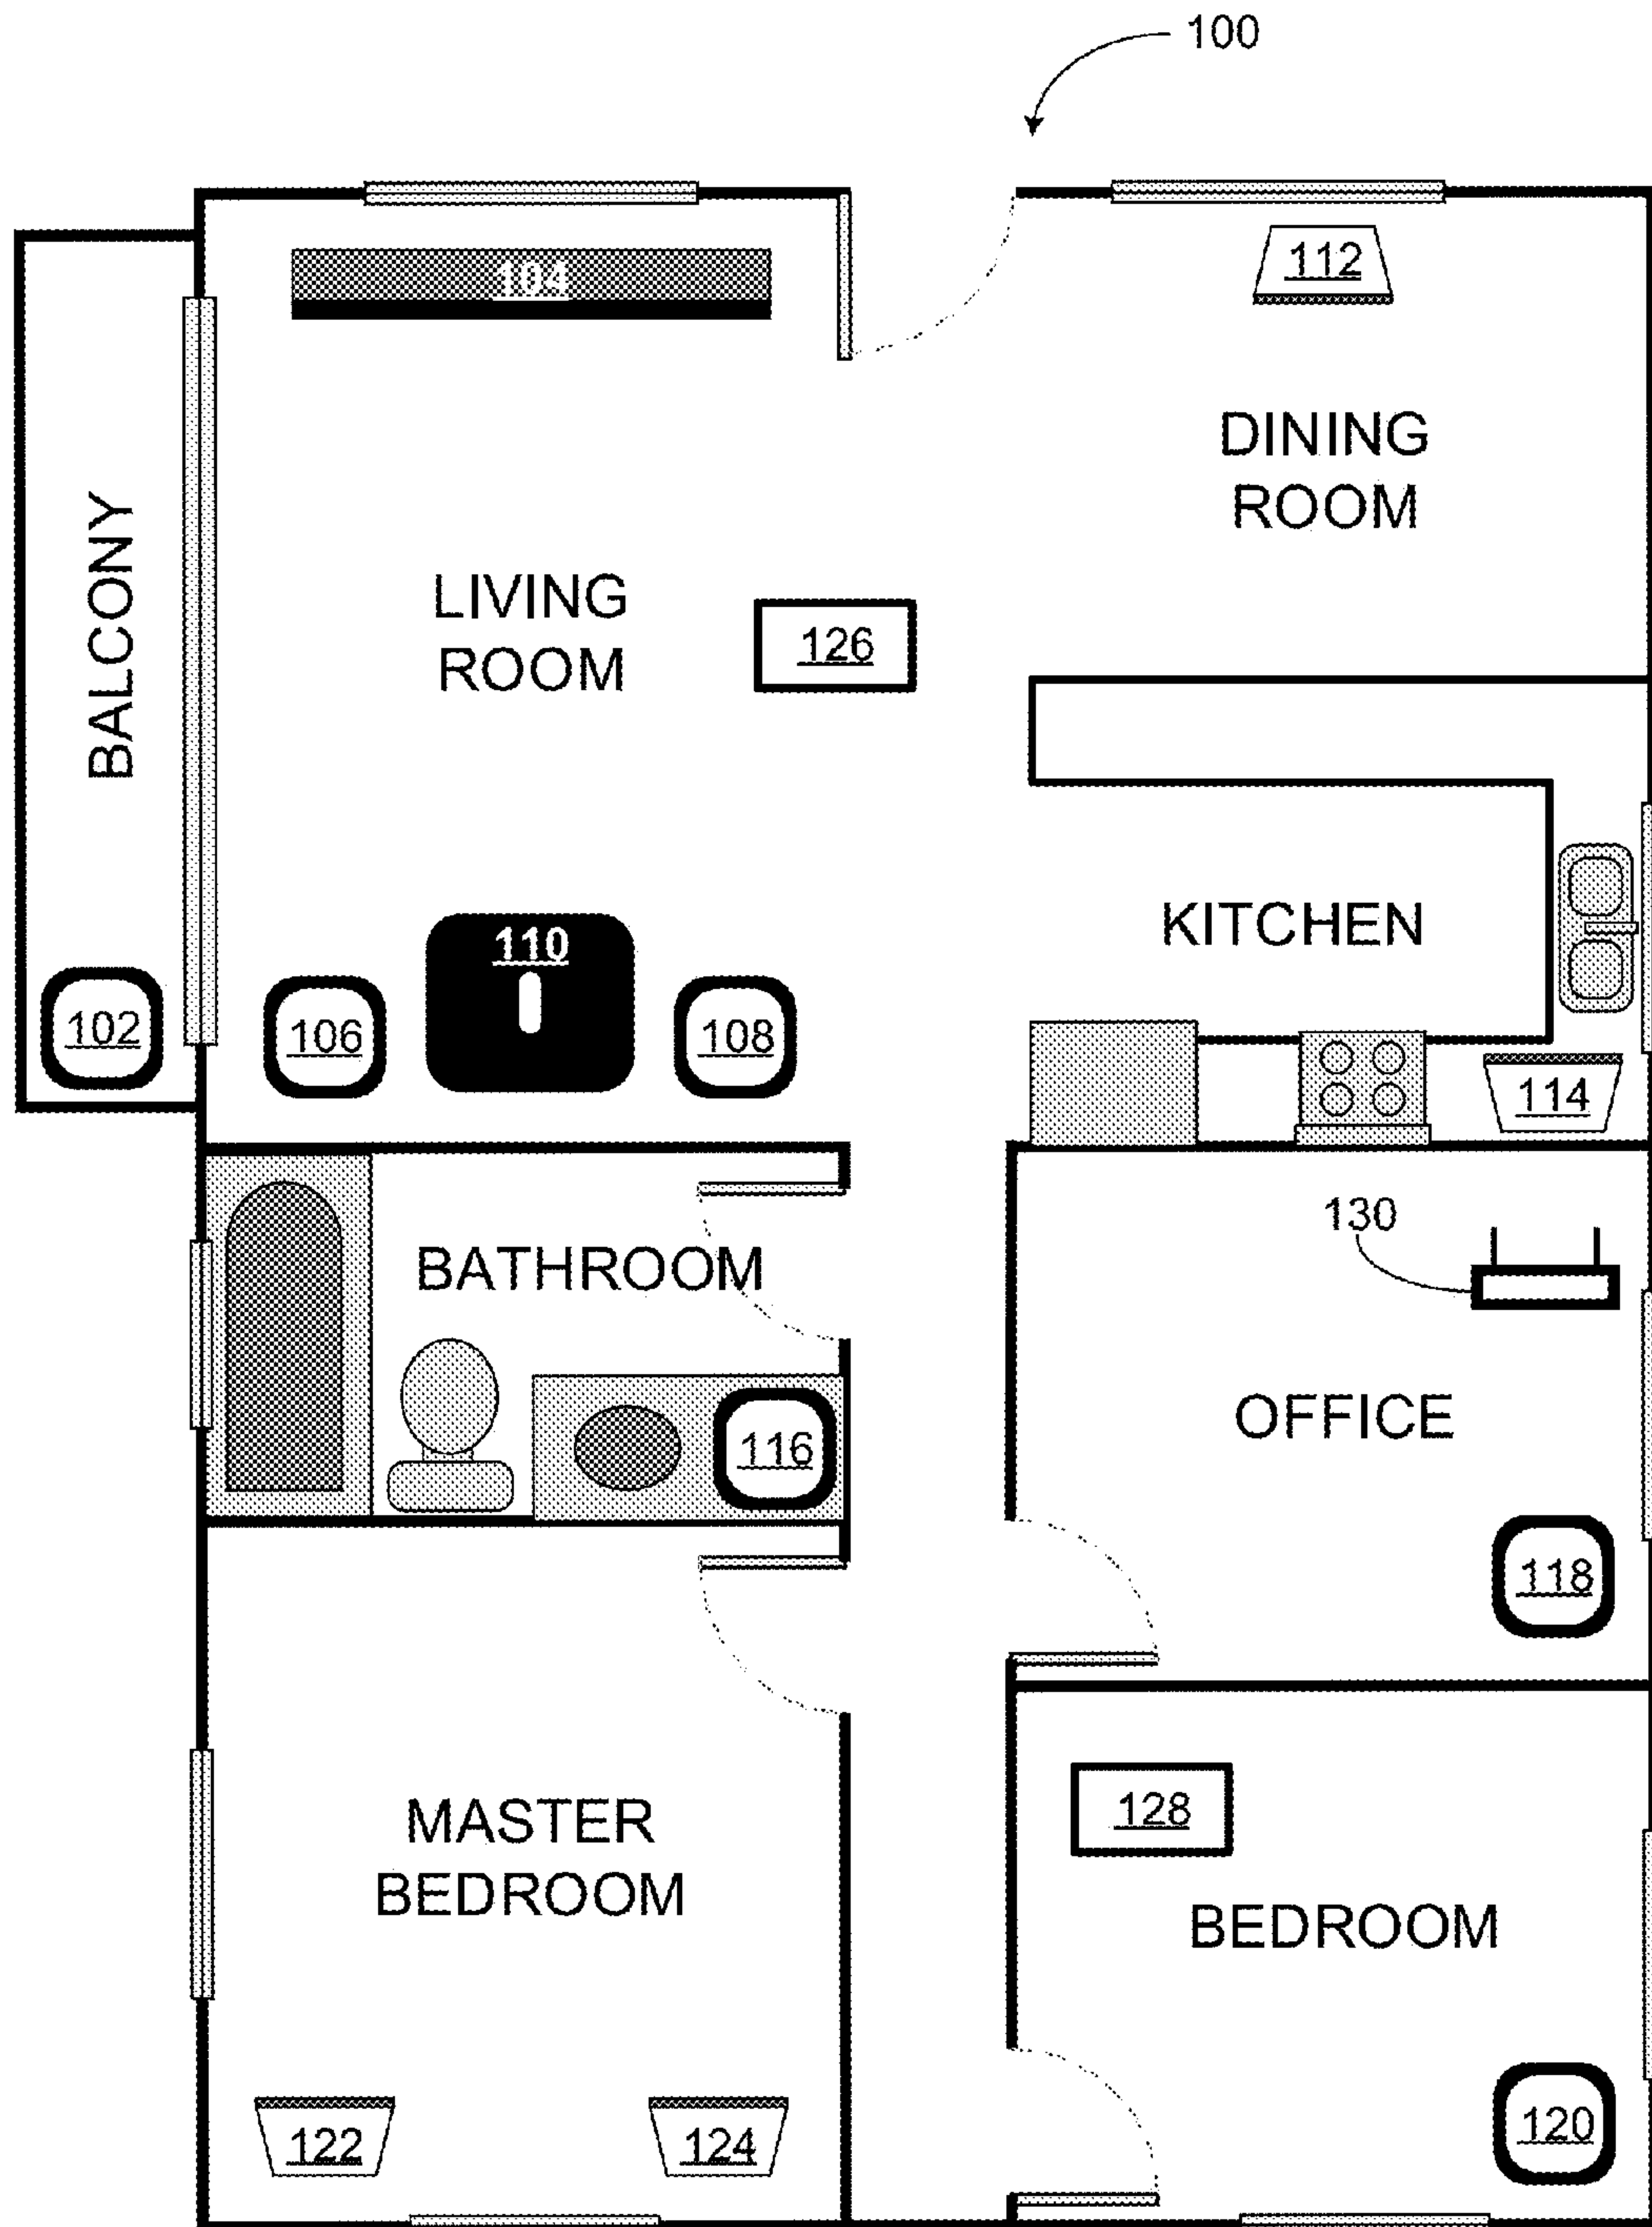 100
104
112
DINING
ROOM
BALCONY
LIVING
ROOM
126
KITCHEN
110
102
106
108
114
130
BATHROOM
OFFICE
116
118
128
MASTER
BEDROOM
BEDROOM
122
124
120